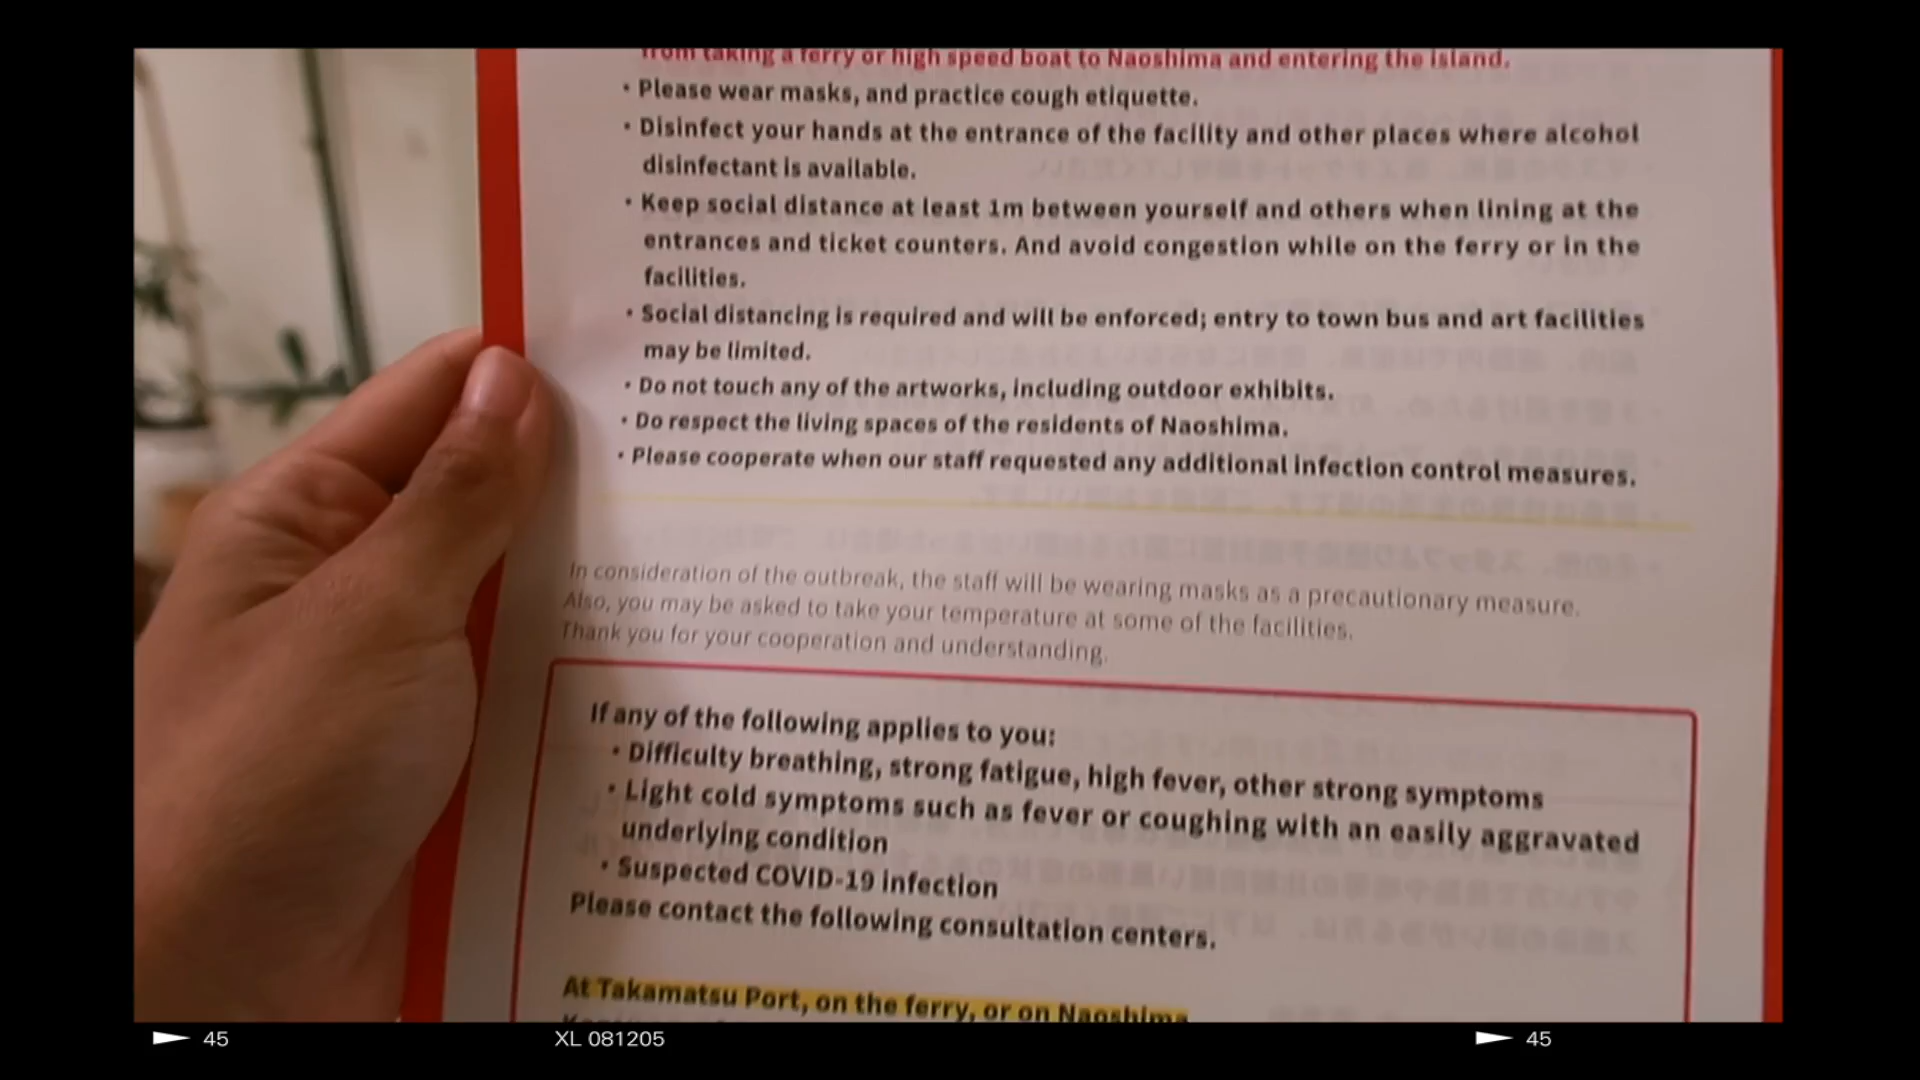 from taking a ferry or high speed boat to Naoshima and entering the island.
・Please wear masks, and practice cough etiquette.
・Disinfect your hands at the entrance of the facility and other places where alcohol
disinfectant is available.
・Keep social distance at least 1m between yourself and others when lining at the
entrances and ticket counters. And avoid congestion while on the ferry or in the
facilities.
・Social distancing is required and will be enforced; entry to town bus and art facilities
may be limited.
・Do not touch any of the artworks, including outdoor exhibits.
・Do respect the living spaces of the residents of Naoshima.
・Please cooperate when our staff requested any additional infection control measures.
In consideration of the outbreak, the staff will be wearing masks as a precautionary measure.
Also, you may be asked to take your temperature at some of the facilities.
Thank you for your cooperation and understanding.
If any of the following applies to you:
・Difficulty breathing, strong fatigue, high fever, other strong symptoms
・Light cold symptoms such as fever or coughing with an easily aggravated
underlying condition
・Suspected COVID-19 infection
Please contact the following consultation centers.
At Takamatsu Port, on the ferry, or on Naoshima
45 XL 081205 45